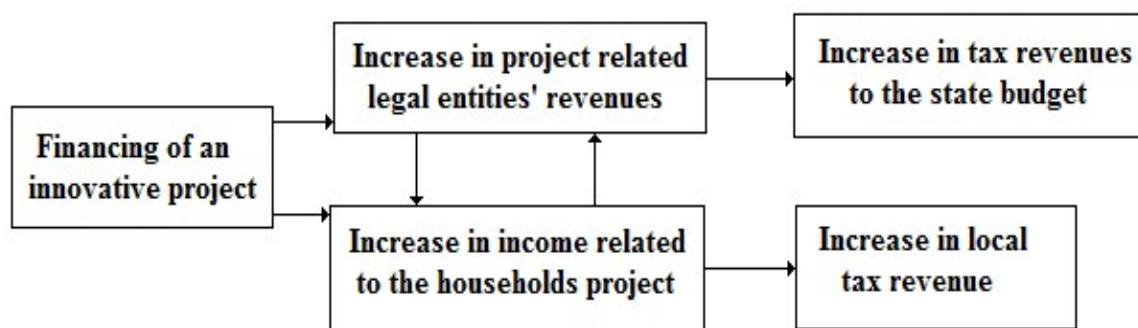 Financing of an
innovative project
Increase in project related
legal entities' revenues
Increase in tax revenues
to the state budget
Increase in income related
to the households project
Increase in local
tax revenue